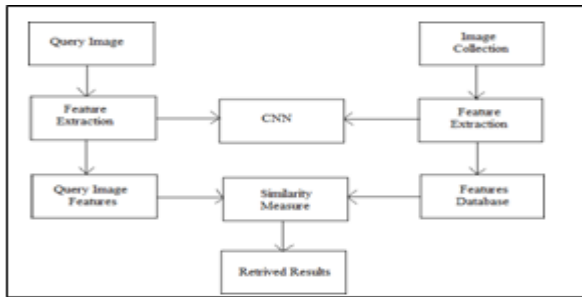 Query Image
Image
Collection
Feature
Extraction
CNN
Feature
Extraction
Query Image
Features
Similarity
Measure
Features
Database
Retrived Results